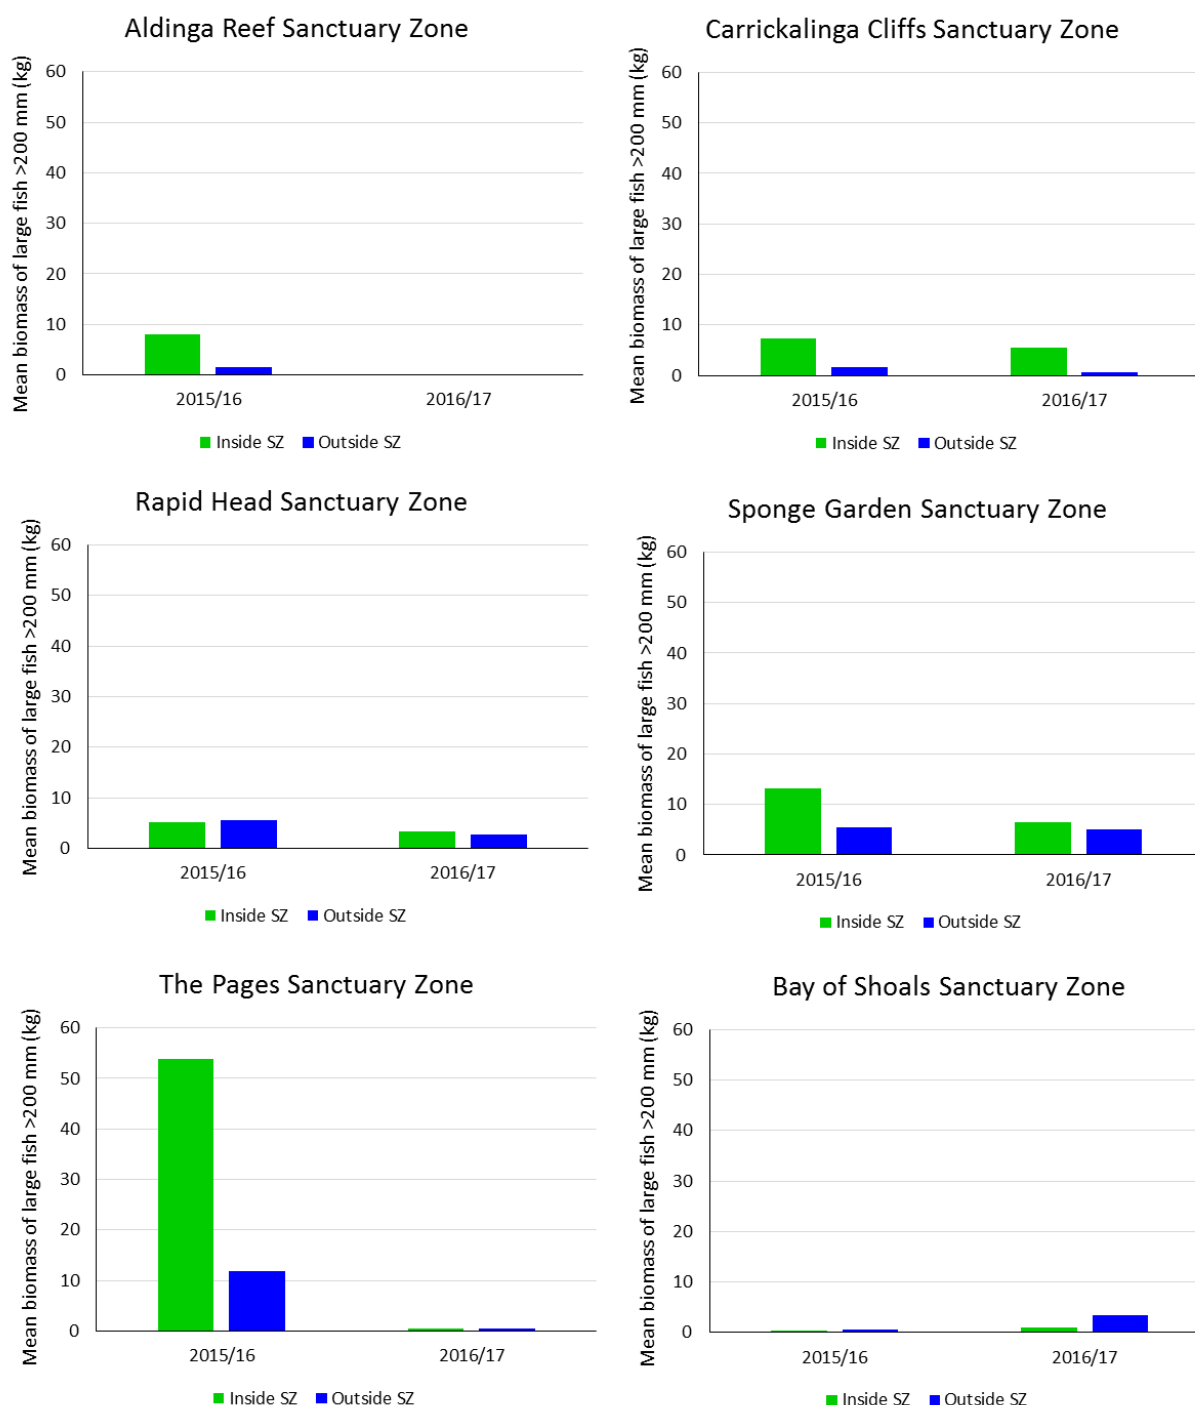 Aldinga Reef Sanctuary Zone
Mean biomass of large fish >200 mm (kg)
60
50
40
30
20
10
0
2015/16 2016/17
Inside SZ Outside SZ
Carrickalinga Cliffs Sanctuary Zone
Mean biomass of large fish >200 mm (kg)
60
50
40
30
20
10
0
2015/16 2016/17
Inside SZ Outside SZ
Rapid Head Sanctuary Zone
Mean biomass of large fish >200 mm (kg)
60
50
40
30
20
10
0
2015/16 2016/17
Inside SZ Outside SZ
Sponge Garden Sanctuary Zone
Mean biomass of large fish >200 mm (kg)
60
50
40
30
20
10
0
2015/16 2016/17
Inside SZ Outside SZ
The Pages Sanctuary Zone
Mean biomass of large fish >200 mm (kg)
60
50
40
30
20
10
0
2015/16 2016/17
Inside SZ Outside SZ
Bay of Shoals Sanctuary Zone
Mean biomass of large fish >200 mm (kg)
60
50
40
30
20
10
0
2015/16 2016/17
Inside SZ Outside SZ